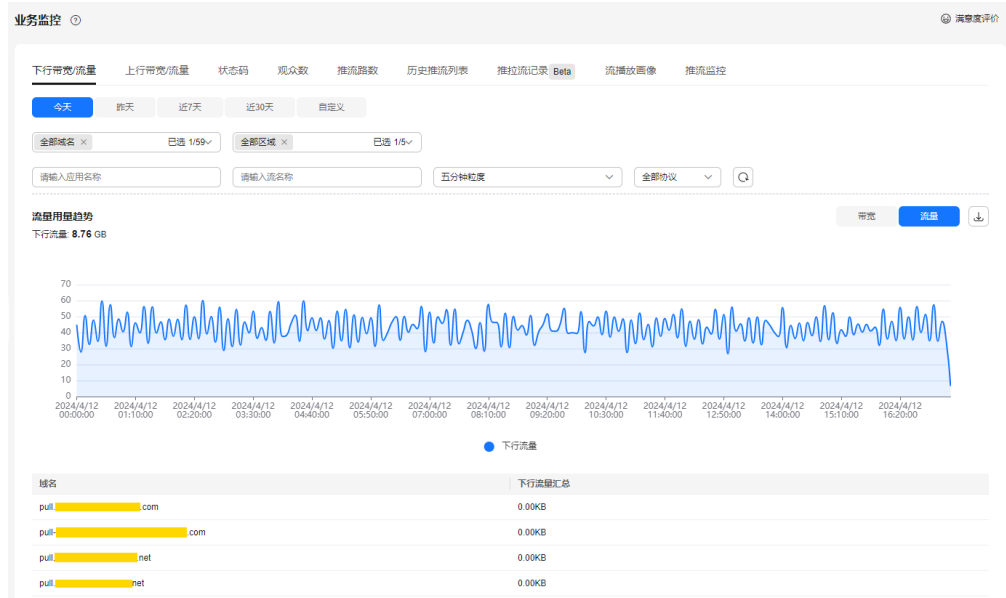 业务监控 ? 满意度评价
下行带宽/流量 上行带宽/流量 状态码 观众数 推流路数 历史推流列表 推拉流记录 Beta 流播放画像 推流监控
今天 昨天 近7天 近30天 自定义
全部域名 × 已选 1/59 全部区域 × 已选 1/5
请输入应用名称 请输入流名称 五分钟粒度 全部协议
流量用量趋势 带宽 流量
下行流量: 8.76 GB
70
60
50
40
30
20
10
0
2024/4/12 2024/4/12 2024/4/12 2024/4/12 2024/4/12 2024/4/12 2024/4/12 2024/4/12 2024/4/12 2024/4/12 2024/4/12 2024/4/12 2024/4/12 2024/4/12 2024/4/12
00:00:00 01:10:00 02:20:00 03:30:00 04:40:00 05:50:00 07:00:00 08:10:00 09:20:00 10:30:00 11:40:00 12:50:00 14:00:00 15:10:00 16:20:00
下行流量
域名 下行流量汇总
pull. .com 0.00KB
pull- .com 0.00KB
pull. .net 0.00KB
pull. net 0.00KB